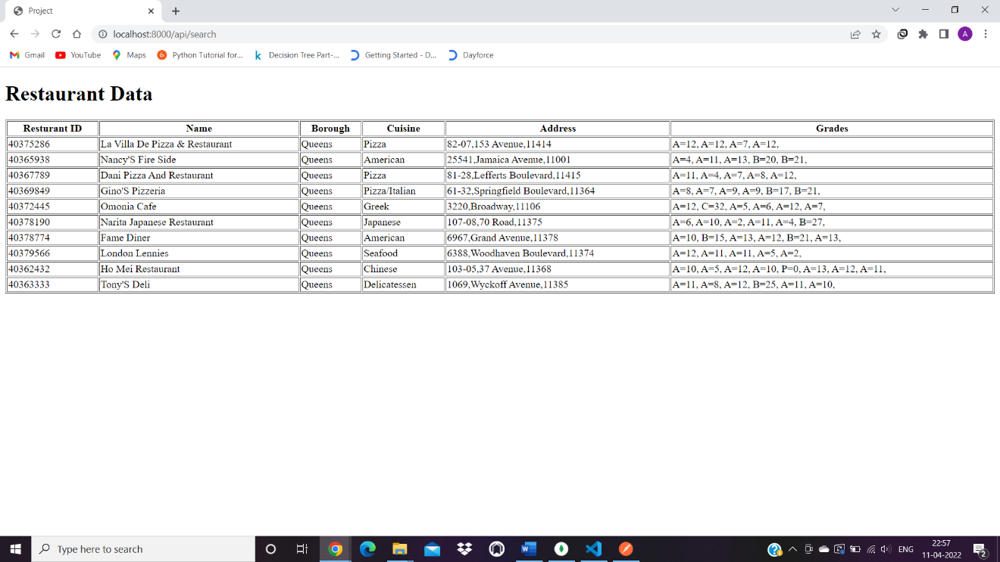 Project
localhost:8000/api/search
A
Gmail YouTube Maps Python Tutorial for... Decision Tree Part-... Getting Started - D... Dayforce
Restaurant Data
Resturant ID Name Borough Cuisine Address Grades
40375286 La Villa De Pizza & Restaurant Queens Pizza 82-07,153 Avenue,11414 A=12, A=12, A=7, A=12,
40365938 Nancy'S Fire Side Queens American 25541,Jamaica Avenue,11001 A=4, A=11, A=13, B=20, B=21,
40367789 Dani Pizza And Restaurant Queens Pizza 81-28,Lefferts Boulevard,11415 A=11, A=4, A=7, A=8, A=12,
40369849 Gino'S Pizzeria Queens Pizza/Italian 61-32,Springfield Boulevard,11364 A=8, A=7, A=9, A=9, B=17, B=21,
40372445 Omonia Cafe Queens Greek 3220,Broadway,11106 A=12, C=32, A=5, A=6, A=12, A=7,
40378190 Narita Japanese Restaurant Queens Japanese 107-08,70 Road,11375 A=6, A=10, A=2, A=11, A=4, B=27,
40378774 Fame Diner Queens American 6967,Grand Avenue,11378 A=10, B=15, A=13, A=12, B=21, A=13,
40379566 London Lennies Queens Seafood 6388,Woodhaven Boulevard,11374 A=12, A=11, A=11, A=5, A=2,
40362432 Ho Mei Restaurant Queens Chinese 103-05,37 Avenue,11368 A=10, A=5, A=12, A=10, P=0, A=13, A=12, A=11,
40363333 Tony'S Deli Queens Delicatessen 1069,Wyckoff Avenue,11385 A=11, A=8, A=12, B=25, A=11, A=10,
Type here to search
ENG
22:57
11-04-2022
2